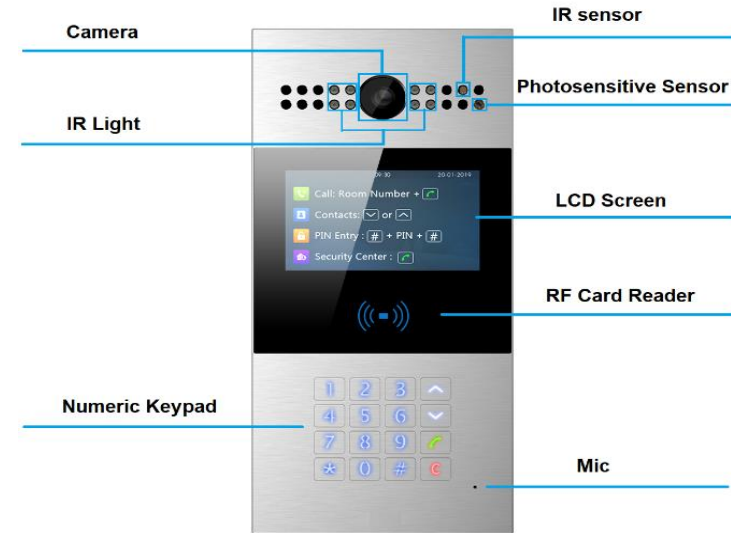 IR sensor
Camera
Photosensitive Sensor
IR Light
09:30 20-01-2019
Call: Room Number +
Contacts: or
PIN Entry : # + PIN + #
Security Center :
LCD Screen
RF Card Reader
1 2 3
4 5 6
7 8 9
* 0 # C
Numeric Keypad
Mic